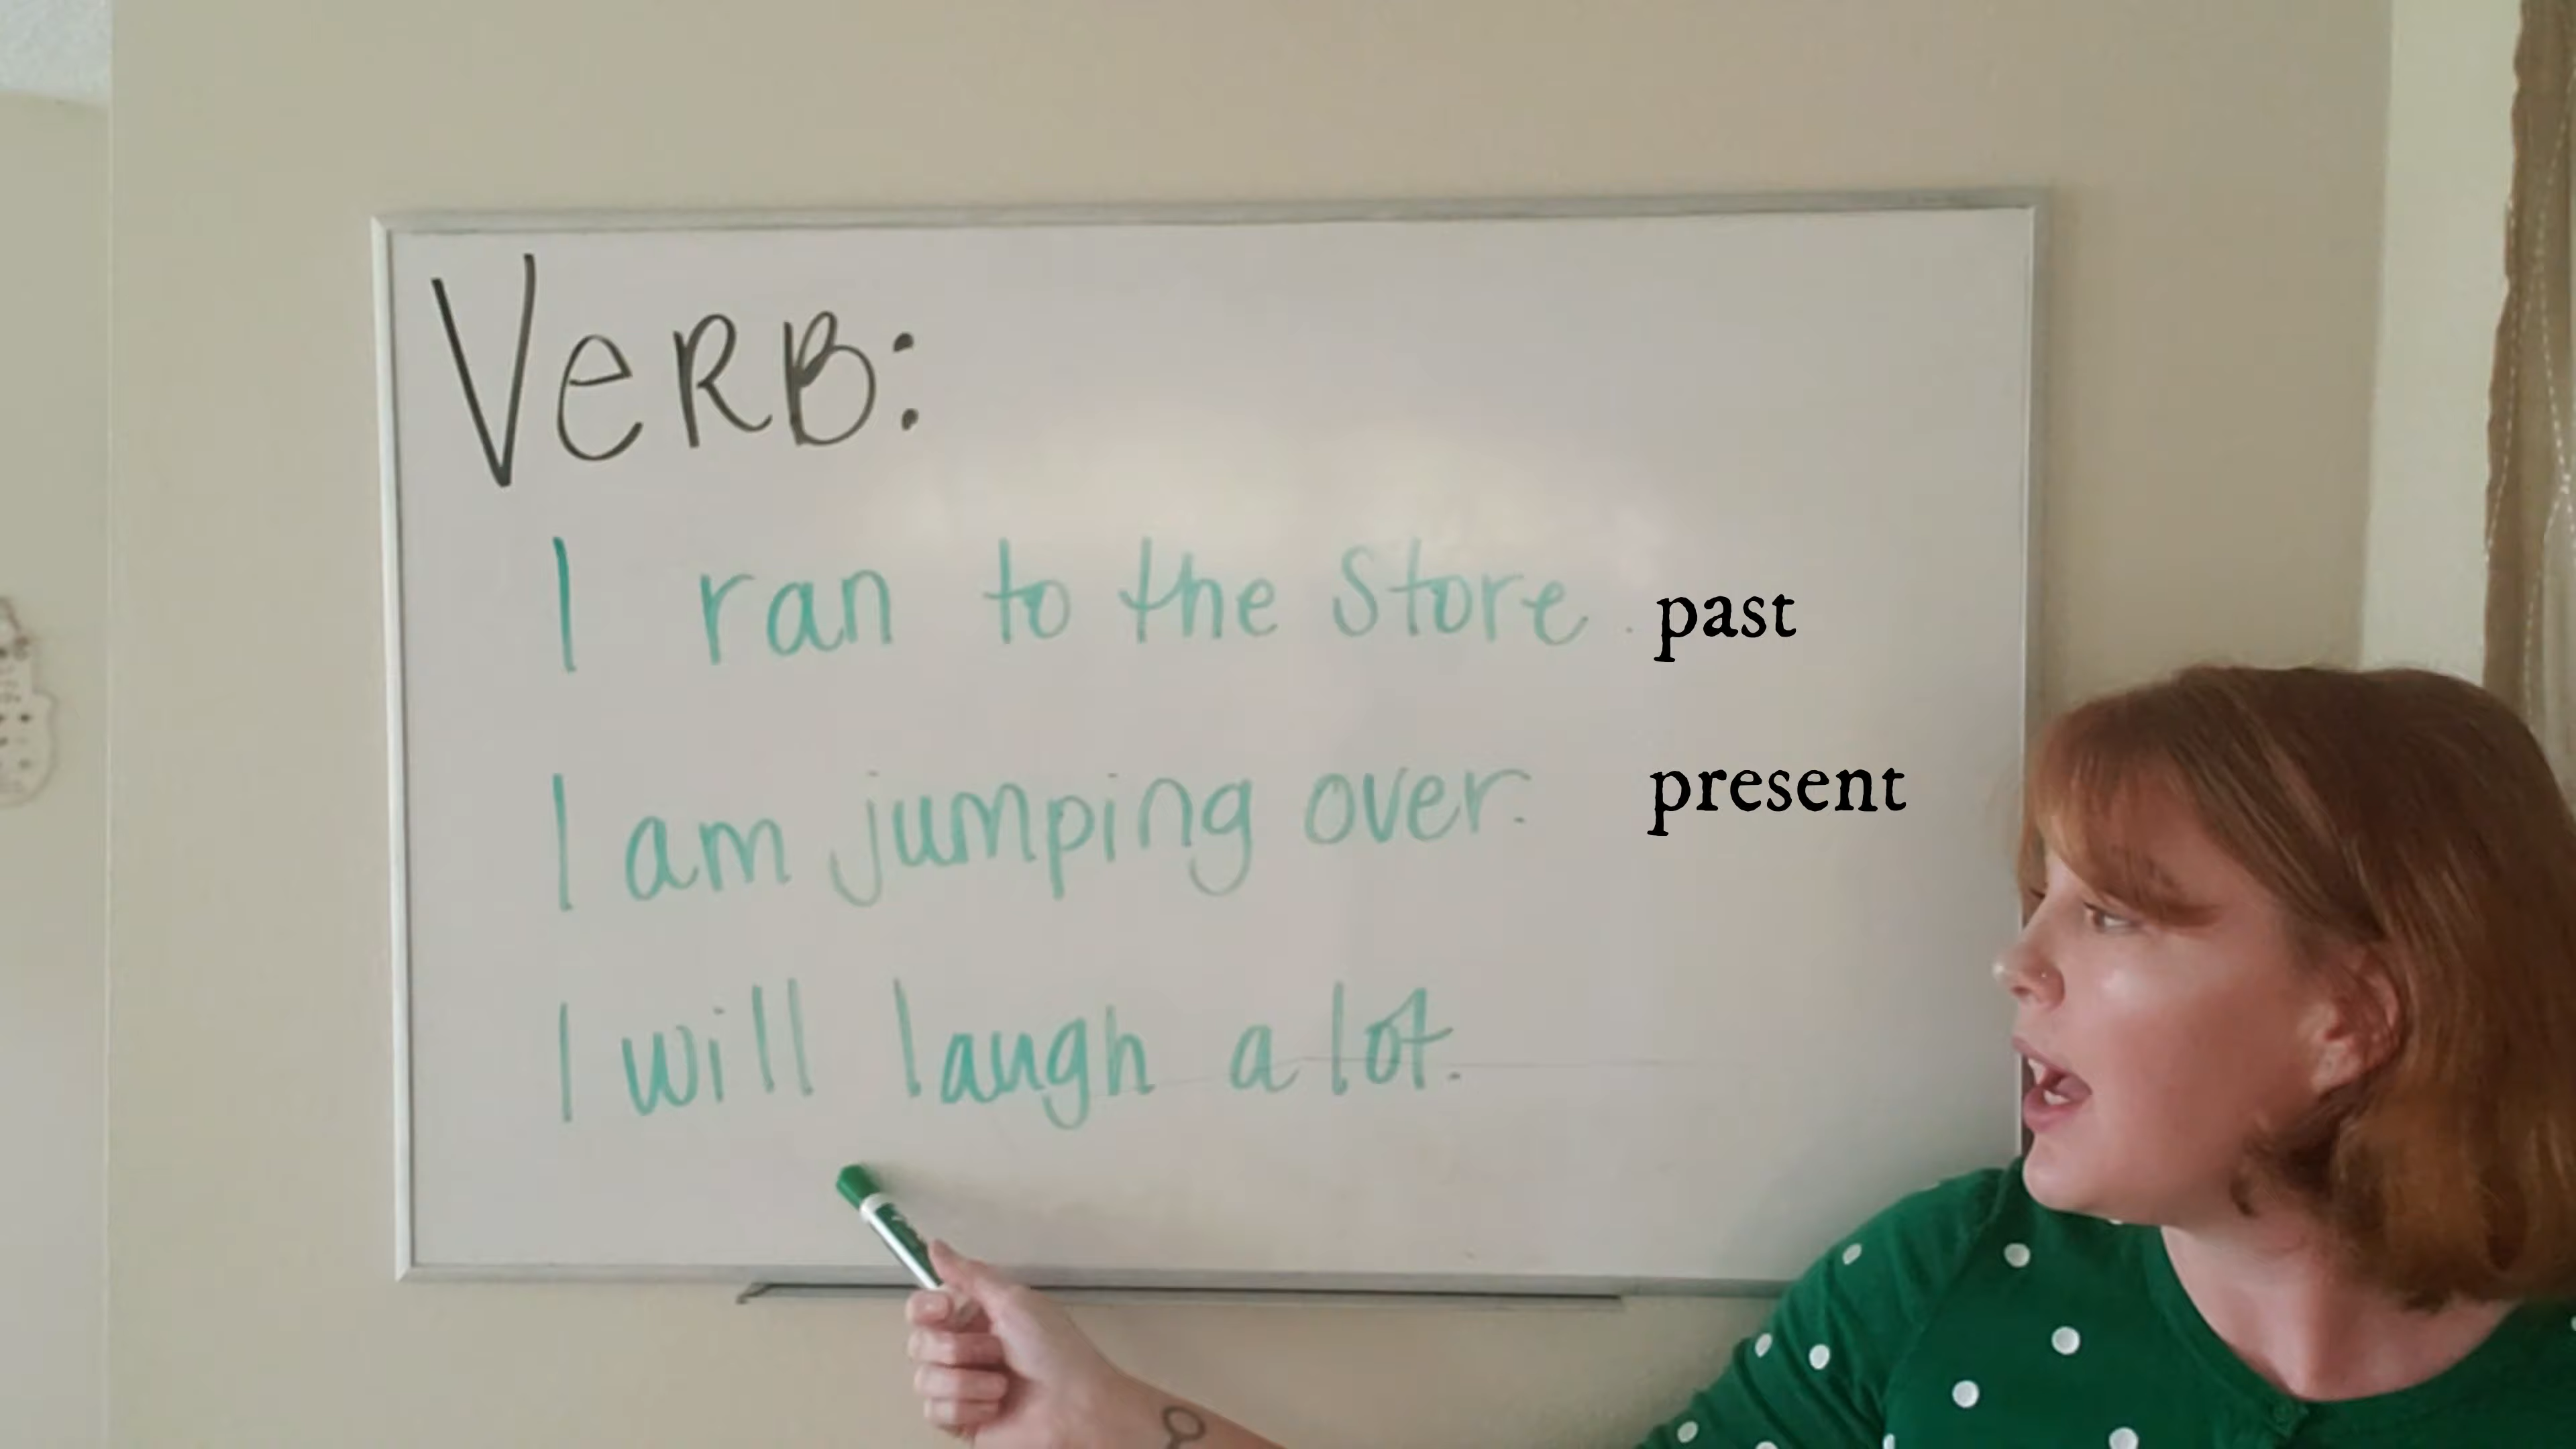 VeRB:
I ran to the store. past
I am jumping over. present
I will laugh a lot.